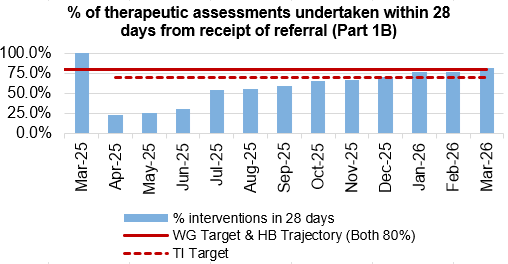 % of therapeutic assessments undertaken within 28
days from receipt of referral (Part 1B)
100.0%
75.0%
50.0%
25.0%
0.0%
Mar-25
Apr-25
May-25
Jun-25
Jul-25
Aug-25
Sep-25
Oct-25
Nov-25
Dec-25
Jan-26
Feb-26
Mar-26
% interventions in 28 days
WG Target & HB Trajectory (Both 80%)
TI Target